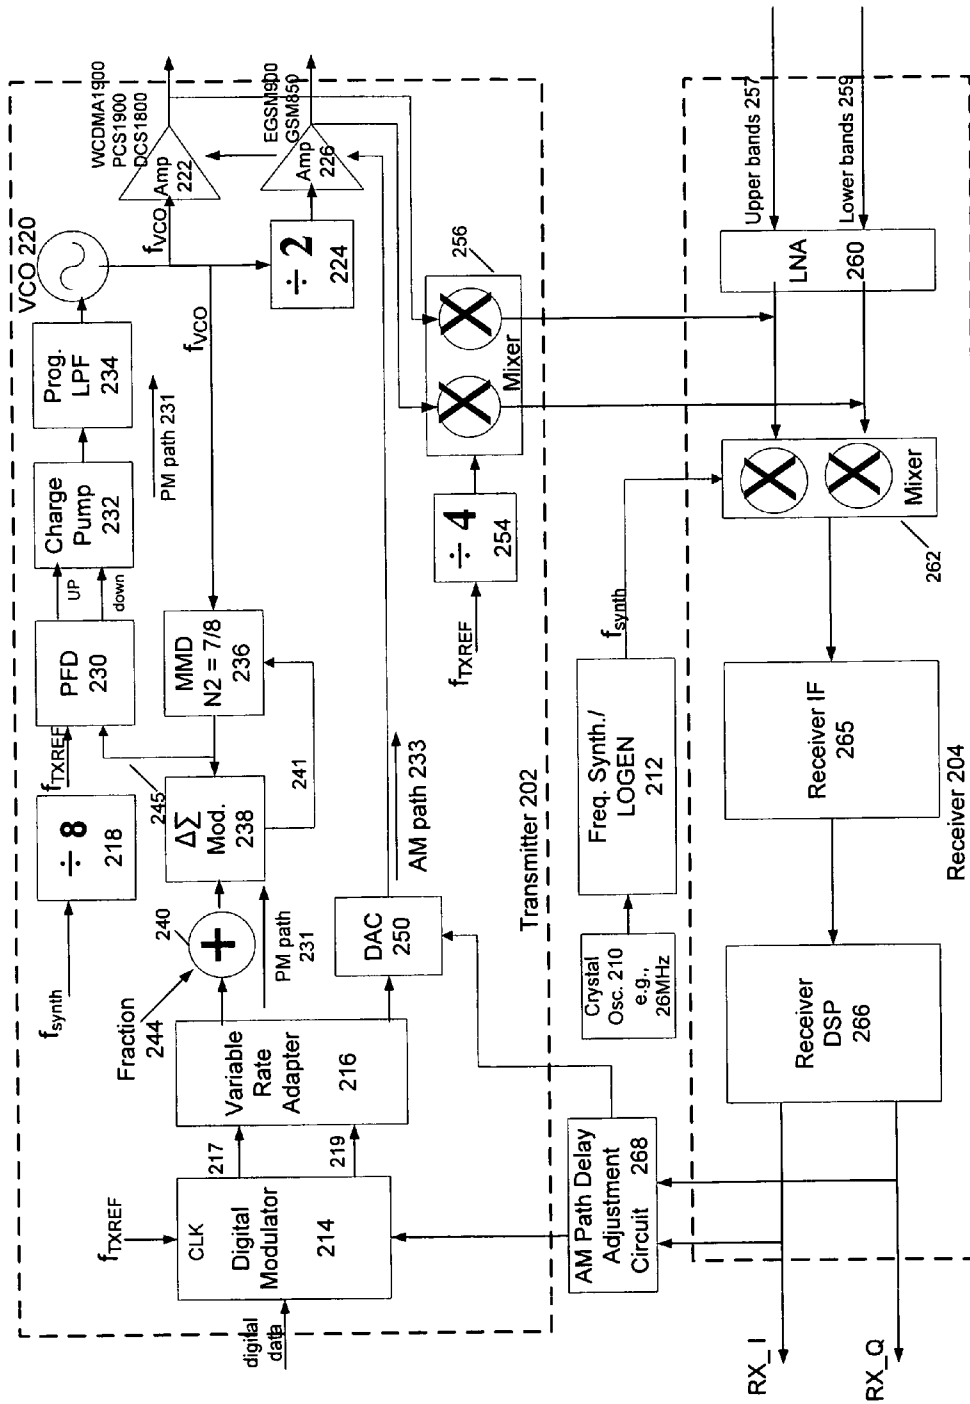 WCDMA1900
PCS1900
DCS1800
EGSM900
GSM850
Amp
222
Amp
226
VCO 220
fVCO
÷ 2
224
Prog.
LPF
234
PM path 231
fVCO
Charge
Pump
232
UP
down
PFD
230
fTXREF
MMD
N2 = 7/8
236
245
241
ΔΣ
Mod.
238
÷ 8
218
fsynth
240
+
Fraction
244
PM path
231
Variable
Rate
Adapter
216
217
219
fTXREF
CLK
Digital
Modulator
214
digital
data
DAC
250
AM path 233
256
X
X
Mixer
÷ 4
254
fTXREF
Transmitter 202
fsynth
Freq. Synth./
LOGEN
212
Crystal
Osc. 210
e.g.,
26MHz
AM Path Delay
Adjustment
Circuit 268
Upper bands 257
Lower bands 259
LNA
260
X
X
Mixer
262
Receiver IF
265
Receiver
DSP
266
Receiver 204
RX_I
RX_Q